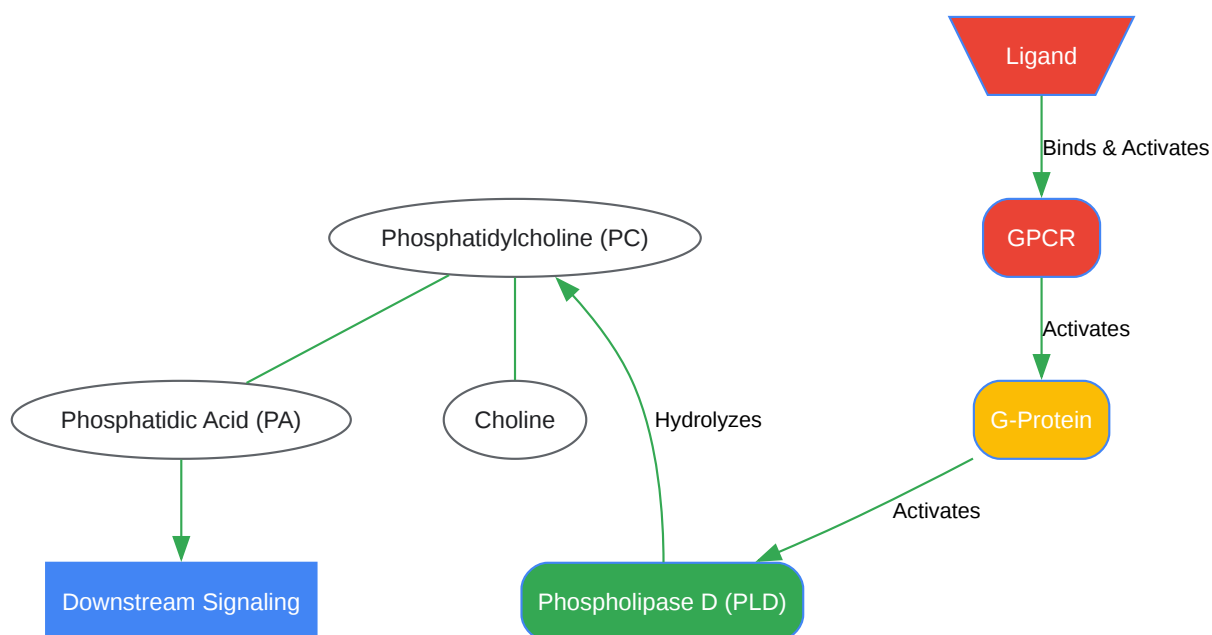 Ligand
Binds & Activates
GPCR
Phosphatidylcholine (PC)
Activates
Phosphatidic Acid (PA)
Choline
Hydrolyzes
G-Protein
Activates
Downstream Signaling
Phospholipase D (PLD)